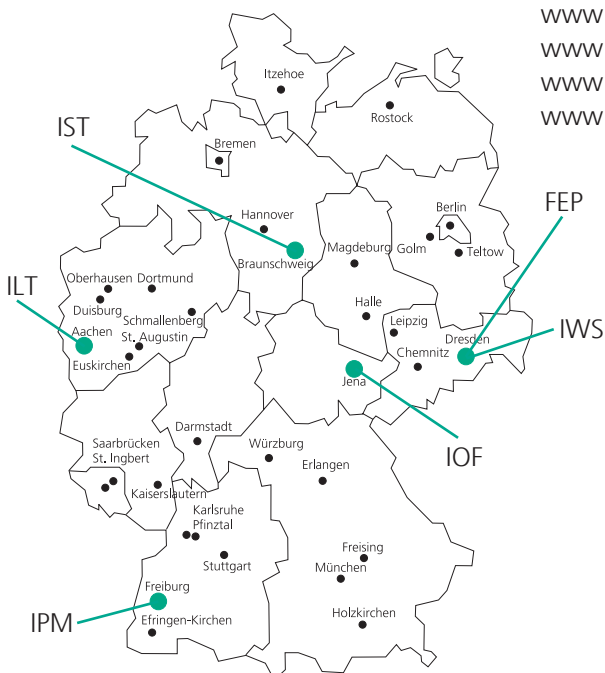 www
www
www
www
Itzehoe
Rostock
IST
Bremen
FEP
Berlin
Hannover
Golm
Teltow
Magdeburg
Braunschweig
ILT
Oberhausen
Dortmund
Duisburg
Schmallenberg
Halle
Leipzig
IWS
Aachen
St. Augustin
Dresden
Euskirchen
Chemnitz
Jena
Darmstadt
IOF
Saarbrücken
St. Ingbert
Würzburg
Erlangen
Kaiserslautern
Karlsruhe
Pfinztal
Stuttgart
Freising
München
Freiburg
IPM
Efringen-Kirchen
Holzkirchen